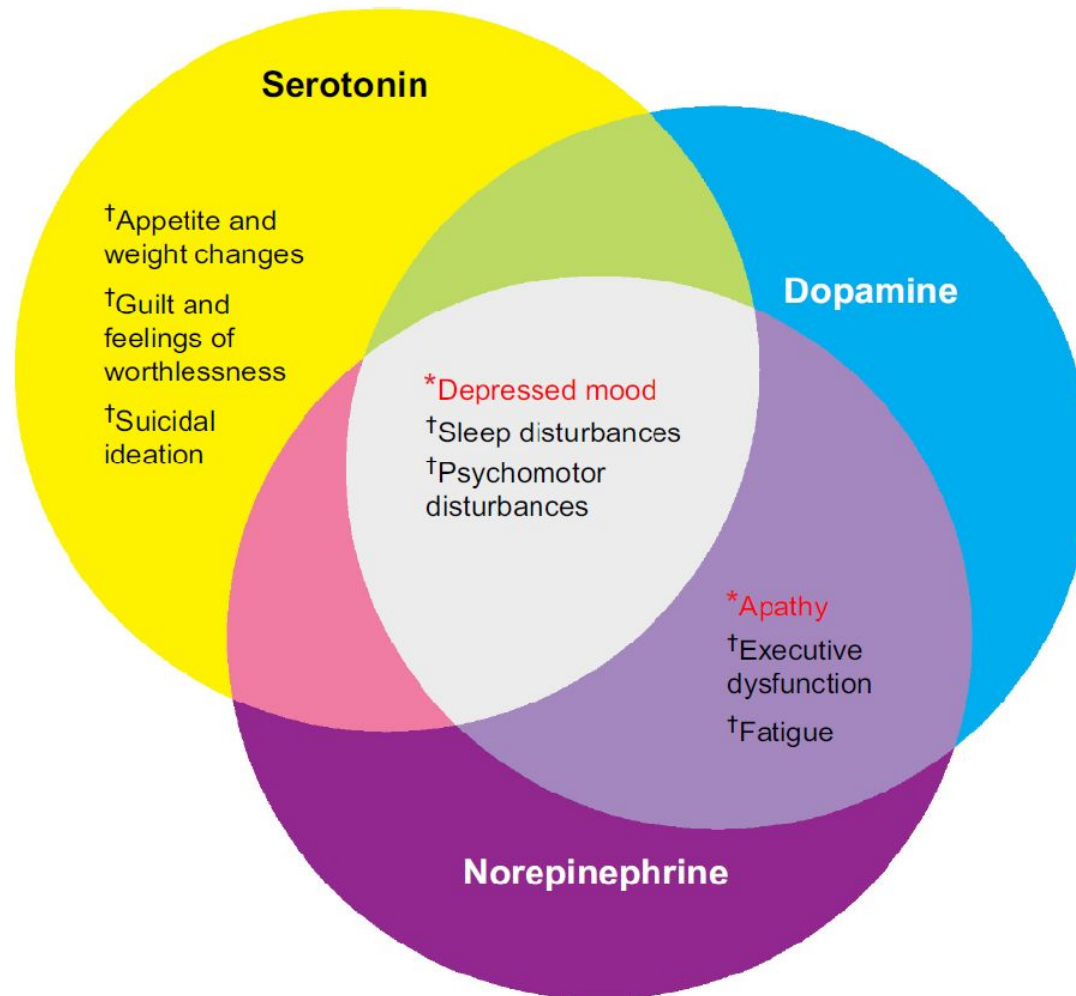 Serotonin
†Appetite and
weight changes
†Guilt and
feelings of
worthlessness
†Suicidal
ideation
Dopamine
*Depressed mood
†Sleep disturbances
†Psychomotor
disturbances
*Apathy
†Executive
dysfunction
†Fatigue
Norepinephrine